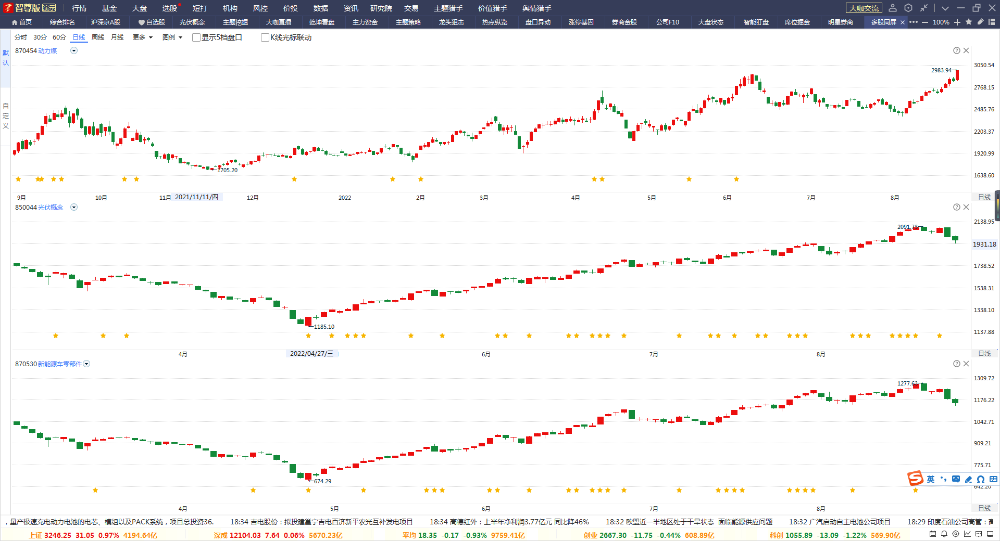 智尊版 演示 行情 基金 大盘 选股 短打 机构 风控 价投 数据 资讯 研究院 交易 主题猎手 价值猎手 舆情猎手 大咖交流
首页 综合排名 沪深京A股 自选股 光伏概念 主题挖掘 大咖直播 乾坤看盘 主力资金 主题策略 龙头狙击 热点纵览 盘口异动 涨停基因 券商金股 公司F10 大盘状态 智能盯盘 席位掘金 明星券商 多股同屏 100%
分时 30分 60分 日线 周线 月线 更多 图例 显示5档盘口 K线光标联动
默认
自定义
870454 动力煤
3050.54
2983.94
2768.15
2485.76
2203.37
1920.99
1705.20
1638.60
9月 10月 11月 2021/11/11/四 12月 2022 2月 3月 4月 5月 6月 7月 8月 日线
850044 光伏概念
2138.95
2091.73
1931.18
1738.52
1538.31
1338.10
1185.10
1137.88
4月 2022/04/27/三 6月 7月 8月 日线
870530 新能源车零部件
1309.72
1277.63
1176.22
1042.71
909.21
775.71
674.29
英
642.20
4月 5月 6月 7月 8月 日线
，量产极速充电动力电池的电芯、模组以及PACK系统，项目总投资36. 18:34 吉电股份：拟投建邕宁吉电百济新平农光互补发电项目 18:34 高德红外：上半年净利润3.77亿元 同比降46% 18:32 欧盟近一半地区处于干旱状态 面临能源供应问题 18:32 广汽启动自主电池公司项目 18:29 印度石油公司高管：高
上证 3246.25 31.05 0.97% 4194.64亿 深成 12104.03 7.64 0.06% 5670.23亿 平均 18.35 -0.17 -0.93% 9759.41亿 创业 2667.30 -11.75 -0.44% 608.89亿 科创 1055.89 -13.09 -1.22% 569.90亿